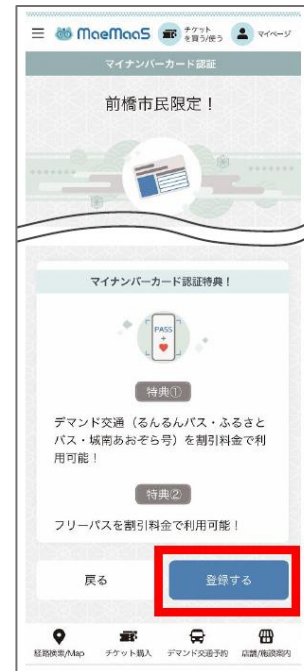 MaeMaaS
チケット
を買う/使う
マイページ
マイナンバーカード認証
前橋市民限定！
マイナンバーカード認証特典！
PASS
+
特典①
デマンド交通（るんるんバス・ふるさと
バス・城南あおぞら号）を割引料金で利
用可能！
特典②
フリーパスを割引料金で利用可能！
戻る
登録する
経路検索/Map
チケット購入
デマンド交通予約
店舗/施設案内